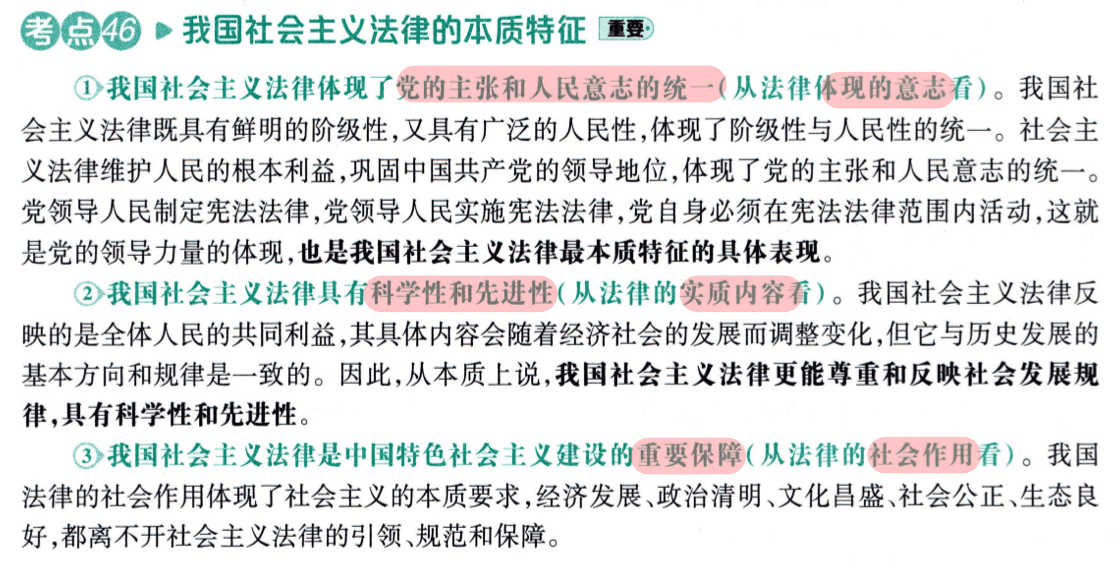 考点46 ▶ 我国社会主义法律的本质特征 重要
①我国社会主义法律体现了党的主张和人民意志的统一(从法律体现的意志看)。我国社
会主义法律既具有鲜明的阶级性,又具有广泛的人民性,体现了阶级性与人民性的统一。社会主
义法律维护人民的根本利益,巩固中国共产党的领导地位,体现了党的主张和人民意志的统一。
党领导人民制定宪法法律,党领导人民实施宪法法律,党自身必须在宪法法律范围内活动,这就
是党的领导力量的体现,也是我国社会主义法律最本质特征的具体表现。
②我国社会主义法律具有科学性和先进性(从法律的实质内容看)。我国社会主义法律反
映的是全体人民的共同利益,其具体内容会随着经济社会的发展而调整变化,但它与历史发展的
基本方向和规律是一致的。因此,从本质上说,我国社会主义法律更能尊重和反映社会发展规
律,具有科学性和先进性。
③我国社会主义法律是中国特色社会主义建设的重要保障(从法律的社会作用看)。我国
法律的社会作用体现了社会主义的本质要求,经济发展、政治清明、文化昌盛、社会公正、生态良
好,都离不开社会主义法律的引领、规范和保障。